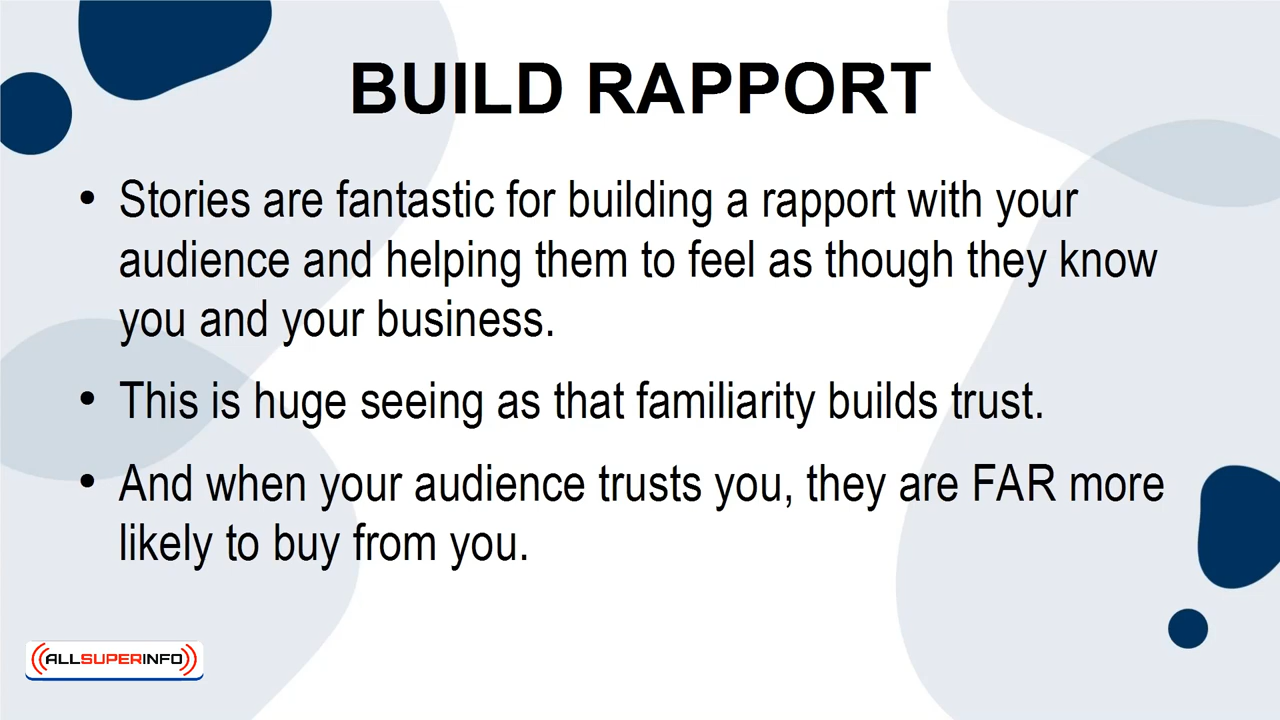 BUILD RAPPORT
• Stories are fantastic for building a rapport with your
audience and helping them to feel as though they know
you and your business.
• This is huge seeing as that familiarity builds trust.
• And when your audience trusts you, they are FAR more
likely to buy from you.
ALLSUPERINFO